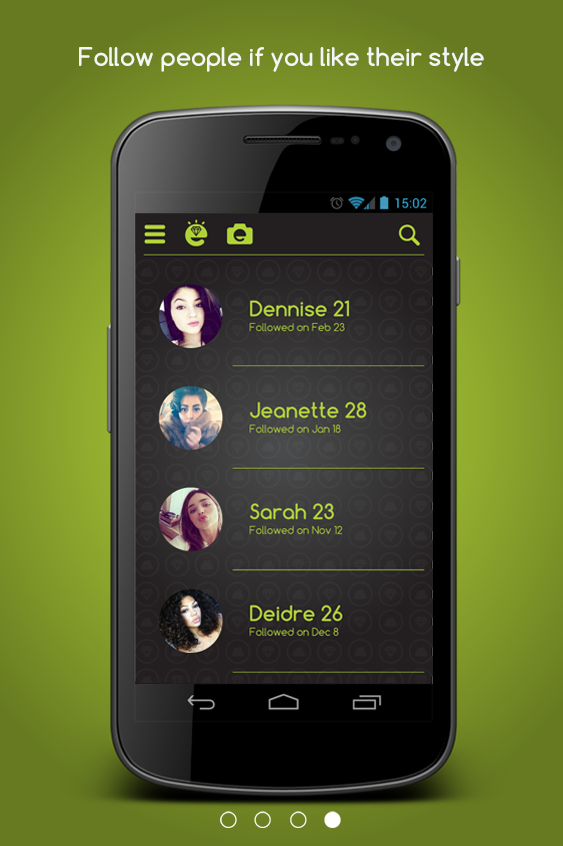 Follow people if you like their style
15:02
Dennise 21
Followed on Feb 23
Jeanette 28
Followed on Jan 18
Sarah 23
Followed on Nov 12
Deidre 26
Followed on Dec 8